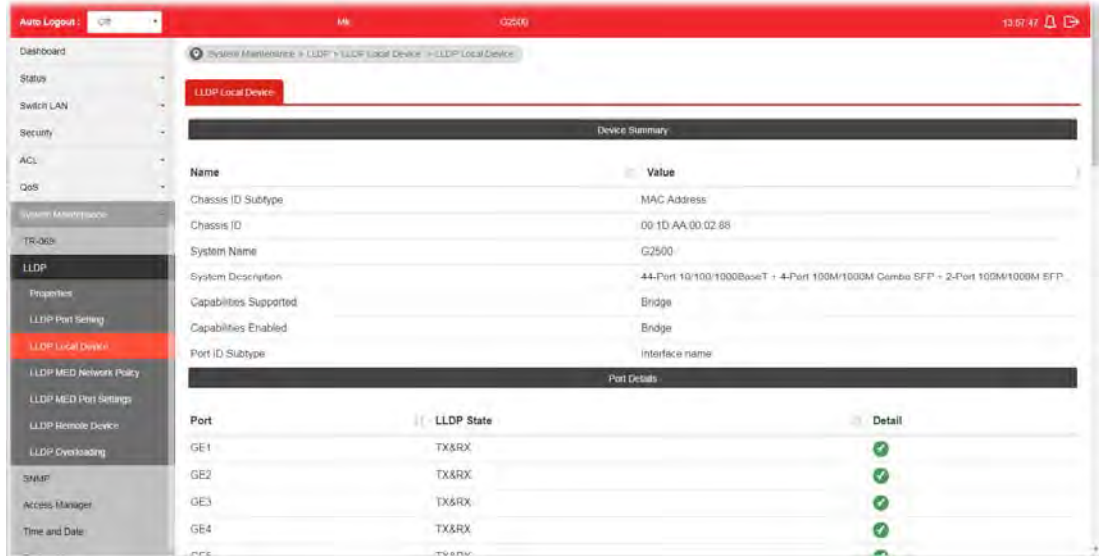 Auto Logout : Off G2500 13:57:47
Dashboard
Status
Switch LAN
Security
ACL
QoS
System Maintenance
TR-069
LLDP
Properties
LLDP Port Setting
LLDP Local Device
LLDP MED Network Policy
LLDP MED Port Settings
LLDP Remote Device
LLDP Overloading
SNMP
Access Manager
Time and Date
System Maintenance > LLDP > LLDP Local Device > LLDP Local Device
LLDP Local Device
Device Summary
Name Value
Chassis ID Subtype MAC Address
Chassis ID 00:1D:AA:00:02:88
System Name G2500
System Description 44-Port 10/100/1000BaseT + 4-Port 100M/1000M Combo SFP + 2-Port 100M/1000M SFP
Capabilities Supported Bridge
Capabilities Enabled Bridge
Port ID Subtype Interface name
Port Details
Port LLDP State Detail
GE1 TX&RX
GE2 TX&RX
GE3 TX&RX
GE4 TX&RX
GE5 TX&RX